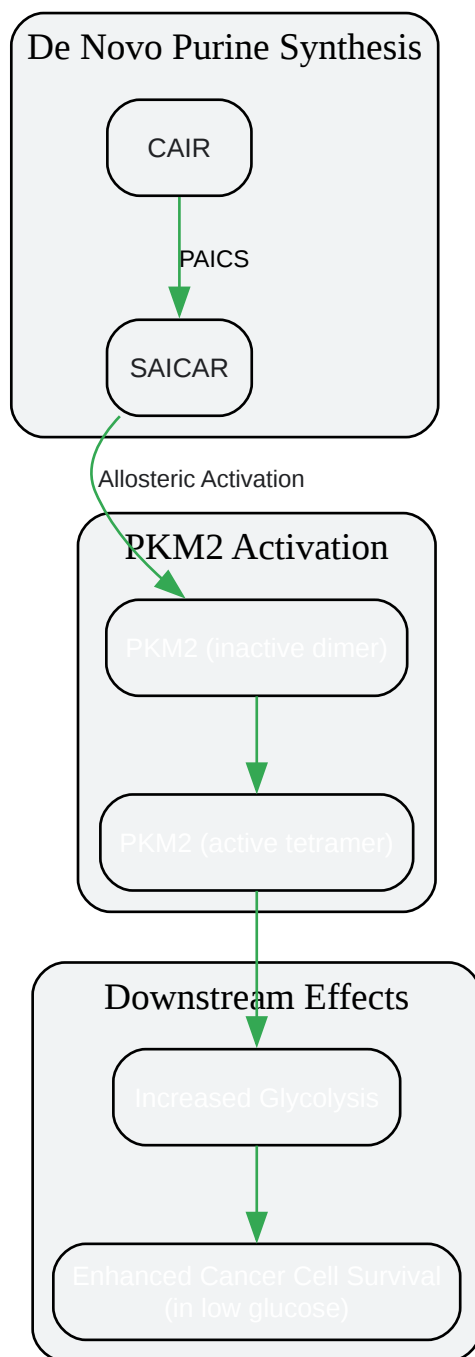 De Novo Purine Synthesis
CAIR
PAICS
SAICAR
Allosteric Activation
PKM2 Activation
PKM2 (inactive dimer)
PKM2 (active tetramer)
Downstream Effects
Increased Glycolysis
Enhanced Cancer Cell Survival
(in low glucose)